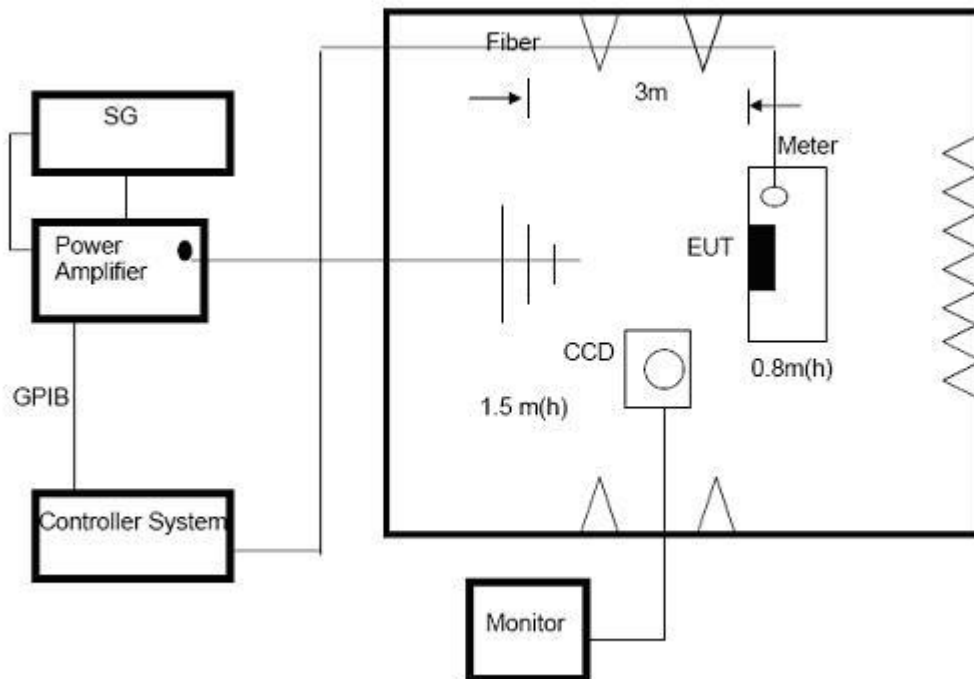 Fiber
3m
SG
Meter
Power
Amplifier
EUT
CCD
0.8m(h)
GPIB
1.5 m(h)
Controller System
Monitor